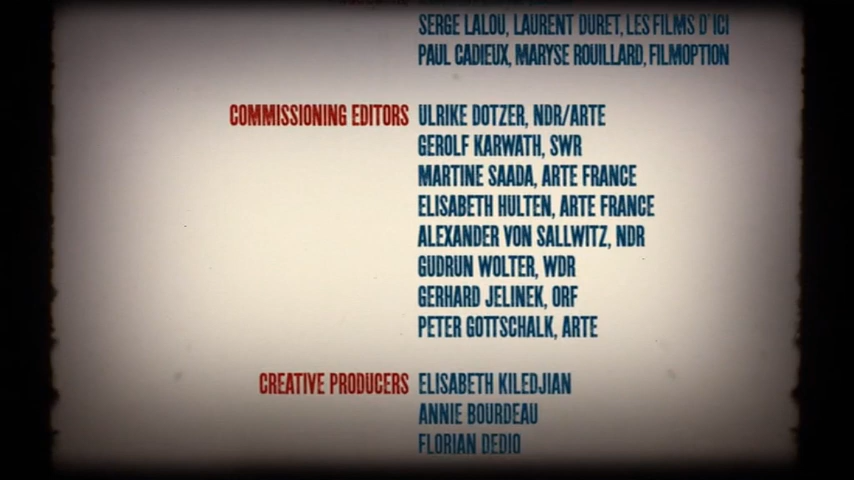 SERGE LALOU, LAURENT DURET, LES FILMS D'ICI
PAUL CADIEUX, MARYSE ROUILLARD, FILMOPTION
COMMISSIONING EDITORS ULRIKE DOTZER, NDR/ARTE
GEROLF KARWATH, SWR
MARTINE SAADA, ARTE FRANCE
ELISABETH HULTEN, ARTE FRANCE
ALEXANDER VON SALLWITZ, NDR
GUDRUN WOLTER, WDR
GERHARD JELINEK, ORF
PETER GOTTSCHALK, ARTE
CREATIVE PRODUCERS ELISABETH KILEDJIAN
ANNIE BOURDEAU
FLORIAN DEDIO